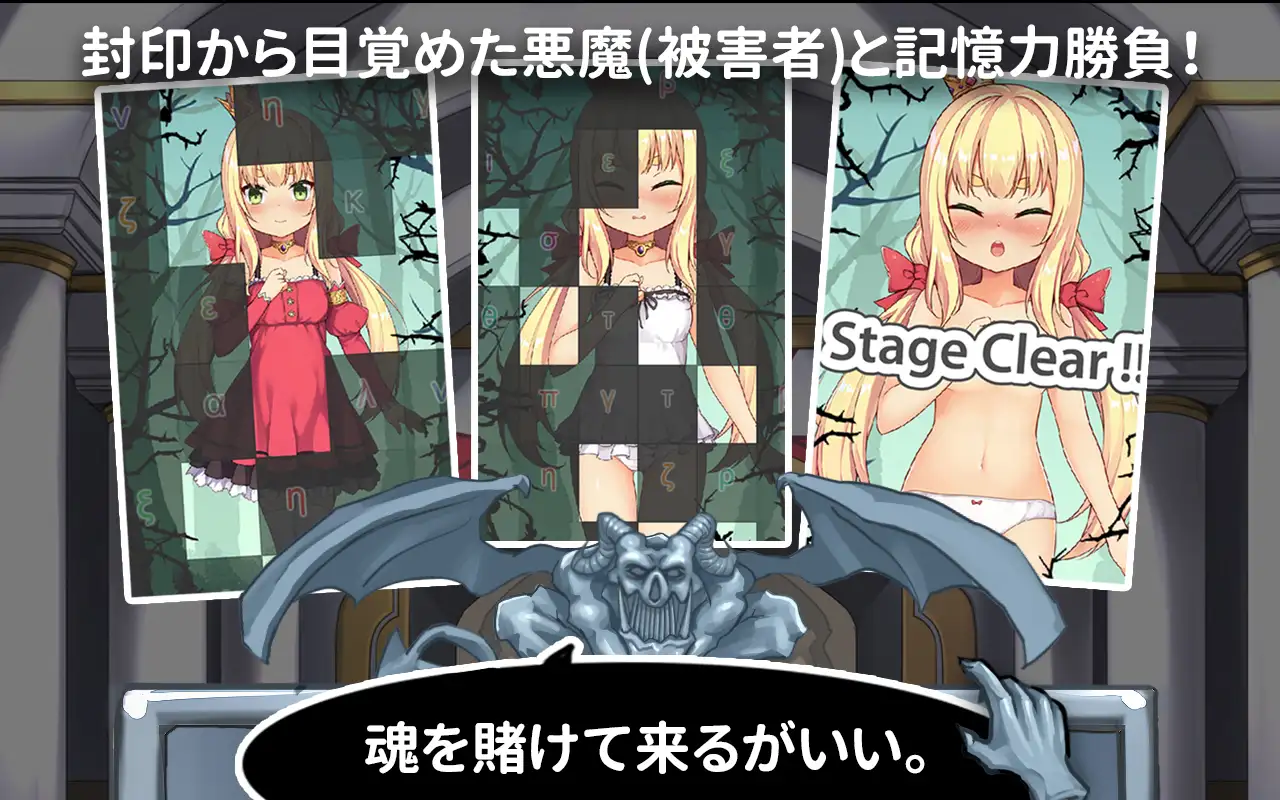 封印から目覚めた悪魔(被害者)と記憶力勝負!
ν η γ
ζ κ
ε
α λ ν
ξ η
ρ
ι ε ξ
σ γ
θ τ θ
π γ τ
η ζ ρ
Stage Clear !!
魂を賭けて来るがいい。